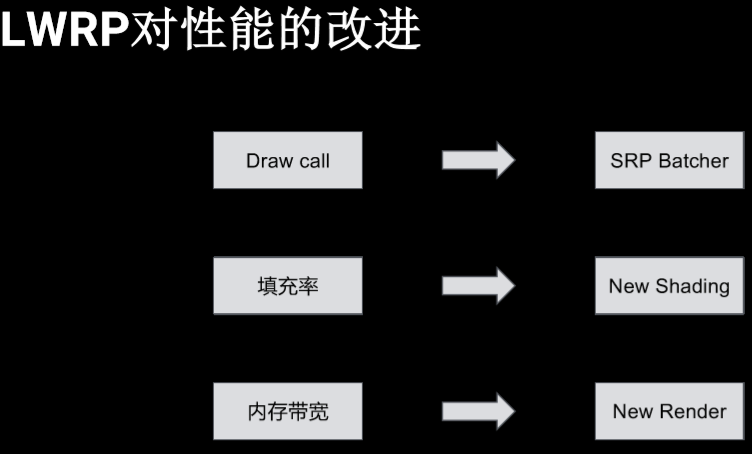 LWRP对性能的改进
Draw call
SRP Batcher
填充率
New Shading
内存带宽
New Render